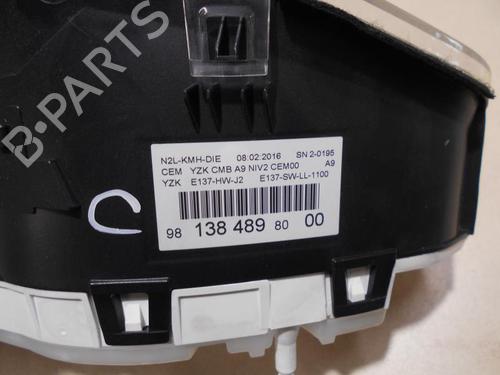 B-PARTS
N2L-KMH-DIE 08:02:2016 SN 2-0195
CEM YZK CMB A9 NIV2 CEM00 A9
YZK E137-HW-J2 E137-SW-LL-1100
98 138 489 80 00
C